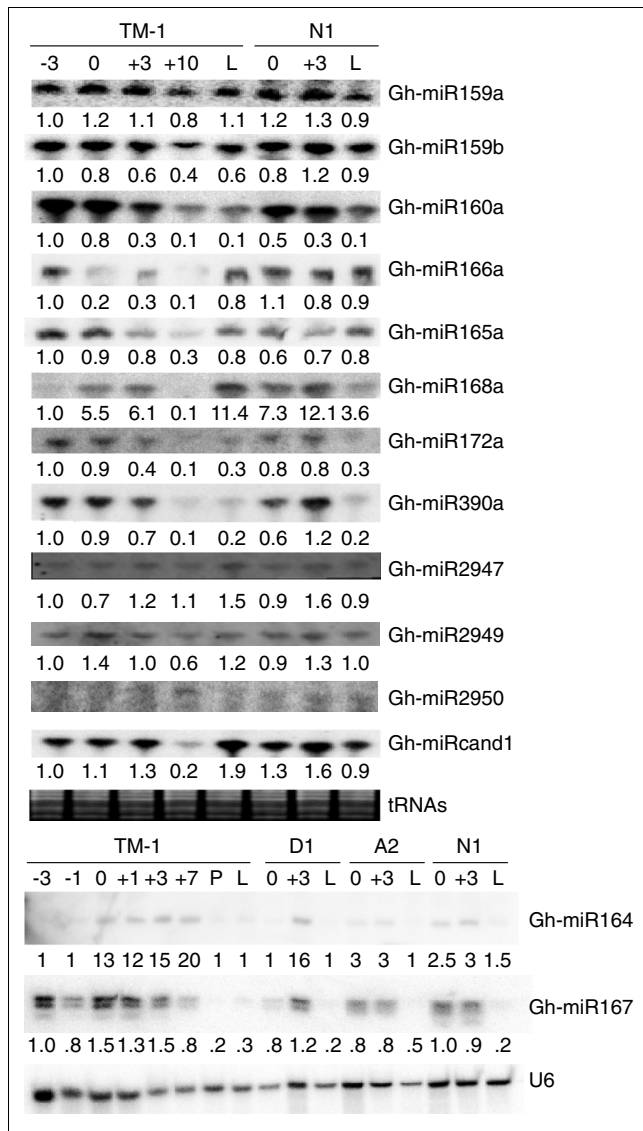 TM-1 N1
-3 0 +3 +10 L 0 +3 L
Gh-miR159a
1.0 1.2 1.1 0.8 1.1 1.2 1.3 0.9
Gh-miR159b
1.0 0.8 0.6 0.4 0.6 0.8 1.2 0.9
Gh-miR160a
1.0 0.8 0.3 0.1 0.1 0.5 0.3 0.1
Gh-miR166a
1.0 0.2 0.3 0.1 0.8 1.1 0.8 0.9
Gh-miR165a
1.0 0.9 0.8 0.3 0.8 0.6 0.7 0.8
Gh-miR168a
1.0 5.5 6.1 0.1 11.4 7.3 12.1 3.6
Gh-miR172a
1.0 0.9 0.4 0.1 0.3 0.8 0.8 0.3
Gh-miR390a
1.0 0.9 0.7 0.1 0.2 0.6 1.2 0.2
Gh-miR2947
1.0 0.7 1.2 1.1 1.5 0.9 1.6 0.9
Gh-miR2949
1.0 1.4 1.0 0.6 1.2 0.9 1.3 1.0
Gh-miR2950
Gh-miRcand1
1.0 1.1 1.3 0.2 1.9 1.3 1.6 0.9
tRNAs
TM-1 D1 A2 N1
-3 -1 0 +1 +3 +7 P L 0 +3 L 0 +3 L 0 +3 L
Gh-miR164
1 1 13 12 15 20 1 1 1 16 1 3 3 1 2.5 3 1.5
Gh-miR167
1.0 .8 1.5 1.3 1.5 .8 .2 .3 .8 1.2 .2 .8 .8 .5 1.0 .9 .2
U6